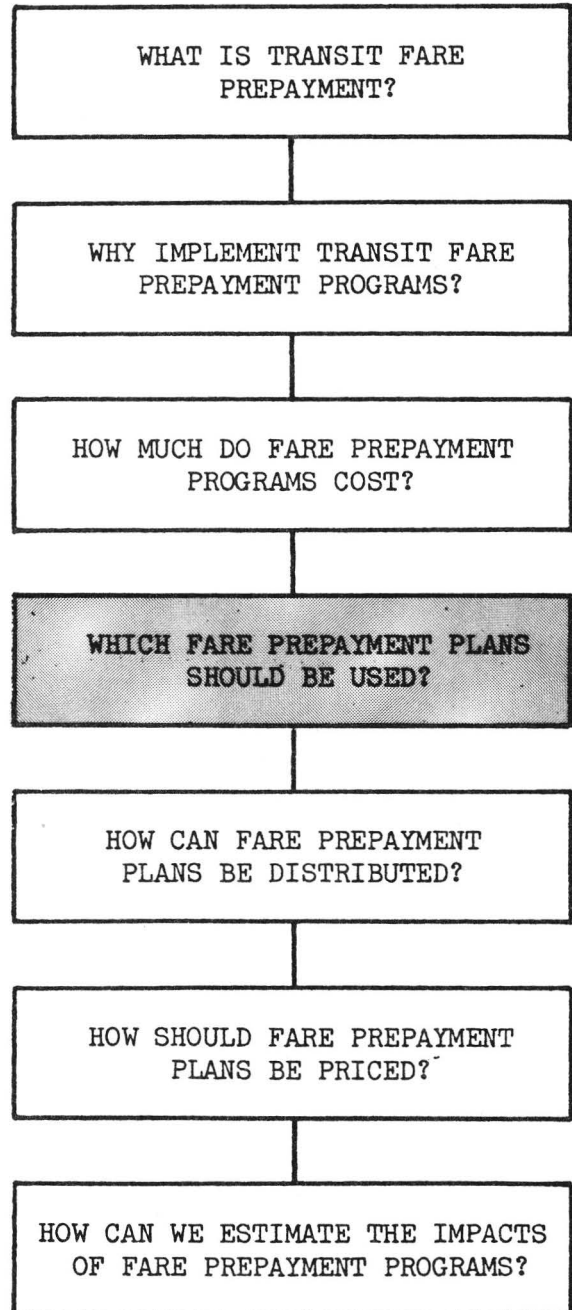 WHAT IS TRANSIT FARE
PREPAYMENT?
WHY IMPLEMENT TRANSIT FARE
PREPAYMENT PROGRAMS?
HOW MUCH DO FARE PREPAYMENT
PROGRAMS COST?
WHICH FARE PREPAYMENT PLANS
SHOULD BE USED?
HOW CAN FARE PREPAYMENT
PLANS BE DISTRIBUTED?
HOW SHOULD FARE PREPAYMENT
PLANS BE PRICED?
HOW CAN WE ESTIMATE THE IMPACTS
OF FARE PREPAYMENT PROGRAMS?